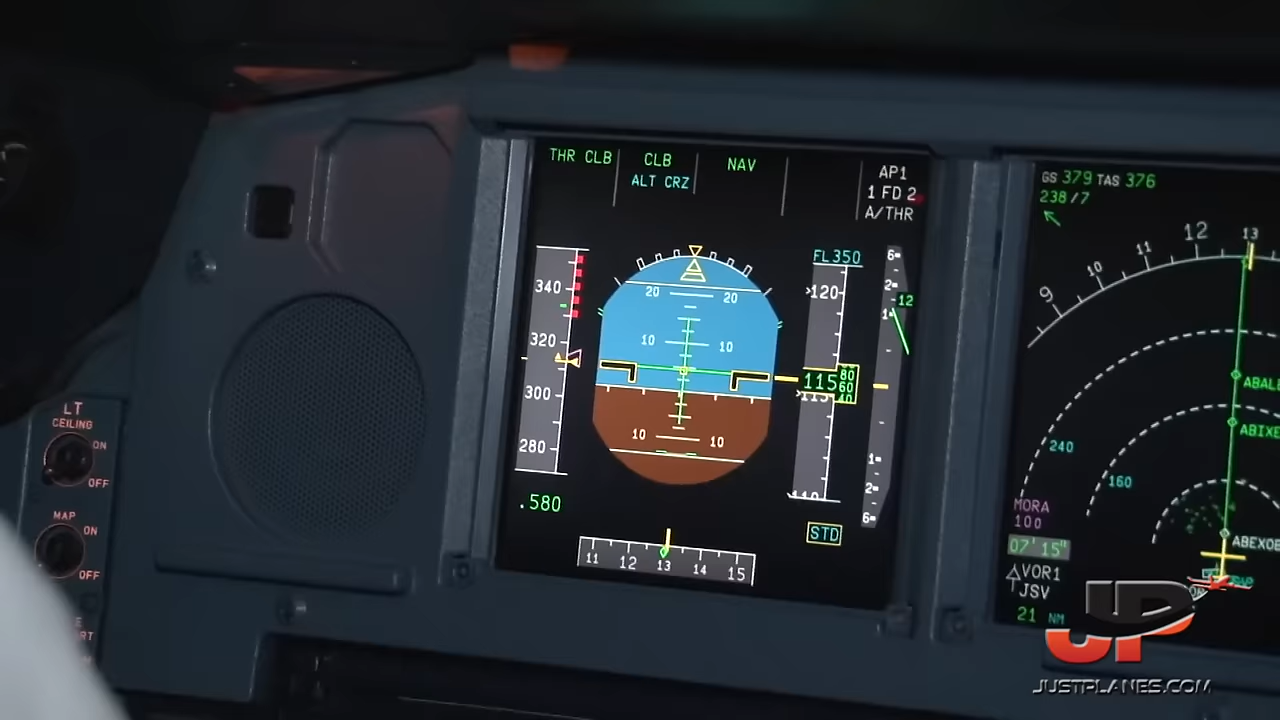 THR CLB
CLB
NAV
ALT CRZ
AP1
1 FD 2
A/THR
340
320
300
280
.580
20 20
10 10
10 10
FL350
120
115
80
60
40
STD
6
2
1
12
1
2
6
11 12 13 14 15
GS 379 TAS 376
238/7
9 10 11 12 13
240
160
ABIXE
ABEXO
MORA
100
07'15"
VOR1
JSV
21 NM
LT
CEILING
ON
OFF
MAP
ON
OFF
JP
JUSTPLANES.COM